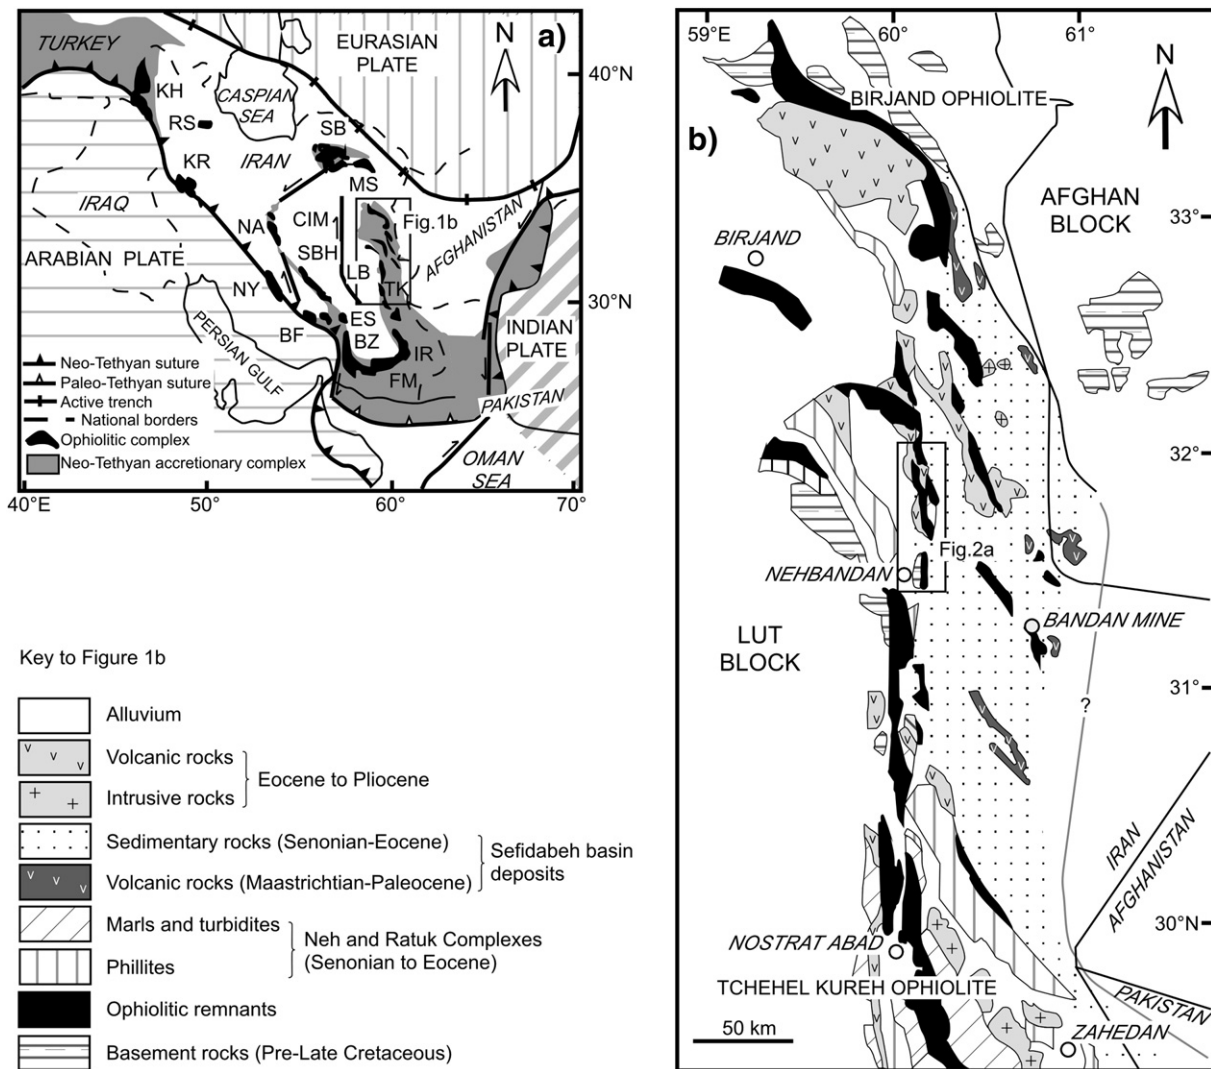 a)
N
TURKEY
EURASIAN
PLATE
40°N
CASPIAN
SEA
KH
RS
SB
KR
IRAN
MS
IRAQ
Fig.1b
CIM
NA
AFGHANISTAN
SBH
ARABIAN PLATE
LB
TK
30°N
NY
ES
INDIAN
PLATE
BF
BZ
IR
PERSIAN GULF
FM
PAKISTAN
OMAN
SEA
Neo-Tethyan suture
Paleo-Tethyan suture
Active trench
National borders
Ophiolitic complex
Neo-Tethyan accretionary complex
40°E
50°
60°
70°
Key to Figure 1b
Alluvium
Volcanic rocks
Intrusive rocks
Eocene to Pliocene
Sedimentary rocks (Senonian-Eocene)
Volcanic rocks (Maastrichtian-Paleocene)
Sefidabeh basin
deposits
Marls and turbidites
Phillites
Neh and Ratuk Complexes
(Senonian to Eocene)
Ophiolitic remnants
Basement rocks (Pre-Late Cretaceous)
59°E
60°
61°
b)
N
BIRJAND OPHIOLITE
AFGHAN
BLOCK
33°
BIRJAND
32°
Fig.2a
NEHBANDAN
BANDAN MINE
LUT
BLOCK
31°
?
IRAN
AFGHANISTAN
30°N
NOSTRAT ABAD
TCHEHEL KUREH OPHIOLITE
PAKISTAN
50 km
ZAHEDAN